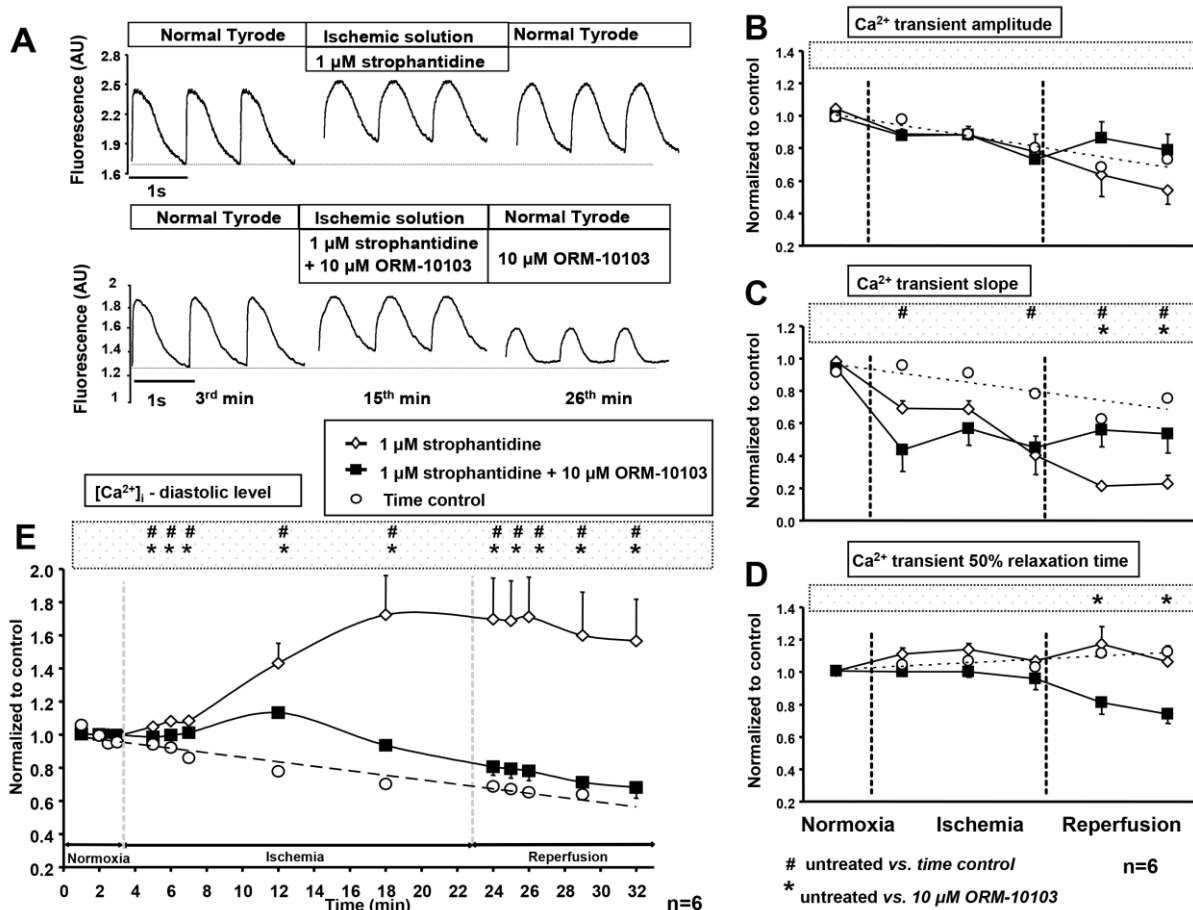 A
Normal Tyrode
Ischemic solution
Normal Tyrode
1 µM strophantidine
Fluorescence (AU)
2.8
2.5
2.2
1.9
1.6
1s
Normal Tyrode
Ischemic solution
Normal Tyrode
1 µM strophantidine
+ 10 µM ORM-10103
10 µM ORM-10103
Fluorescence (AU)
2
1.8
1.6
1.4
1.2
1
1s
3rd min
15th min
26th min
1 µM strophantidine
1 µM strophantidine + 10 µM ORM-10103
Time control
[Ca2+]i - diastolic level
E
# # # # # # # # # #
* * * * * * * * * *
Normalized to control
2.0
1.8
1.6
1.4
1.2
1.0
0.8
0.6
0.4
0.2
Normoxia
Ischemia
Reperfusion
0 2 4 6 8 10 12 14 16 18 20 22 24 26 28 30 32
Time (min)
n=6
B
Ca2+ transient amplitude
Normalized to control
1.4
1.2
1.0
0.8
0.6
0.4
0.2
C
Ca2+ transient slope
# # # #
* *
Normalized to control
1.2
1.0
0.8
0.6
0.4
0.2
0.0
D
Ca2+ transient 50% relaxation time
* *
Normalized to control
1.4
1.2
1.0
0.8
0.6
0.4
0.2
Normoxia
Ischemia
Reperfusion
# untreated vs. time control
n=6
* untreated vs. 10 µM ORM-10103